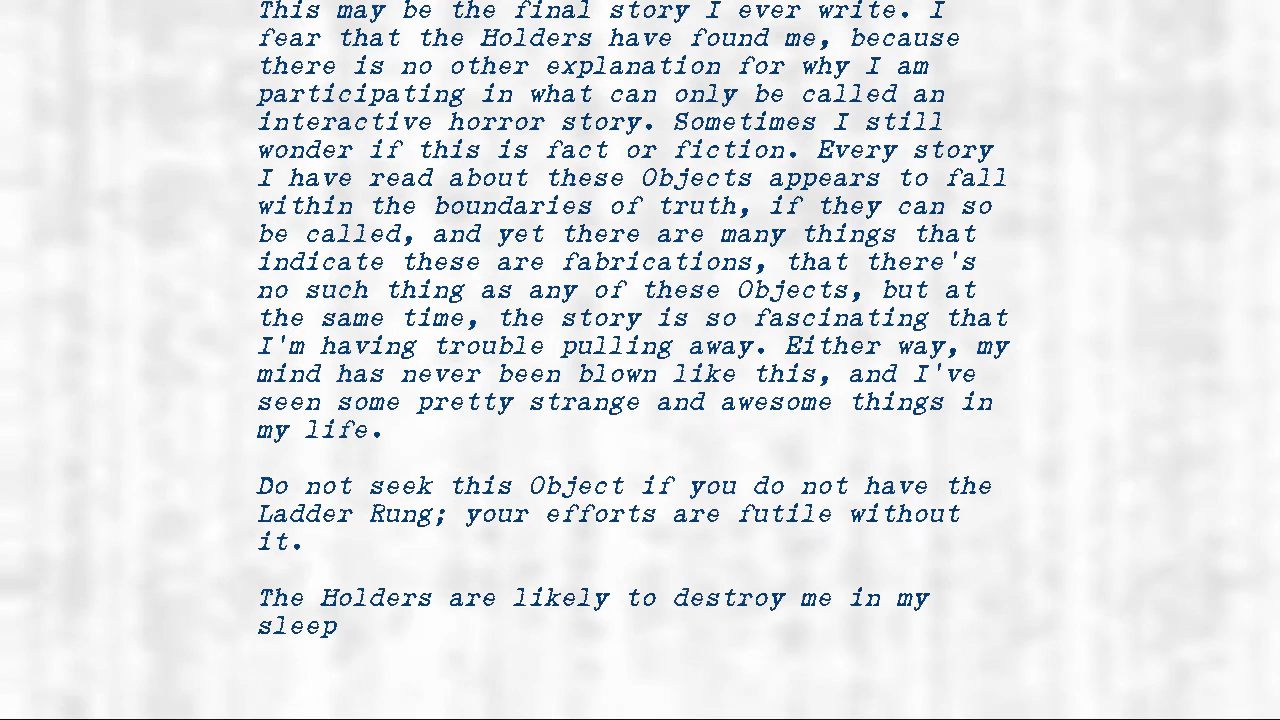 This may be the final story I ever write. I
fear that the Holders have found me, because
there is no other explanation for why I am
participating in what can only be called an
interactive horror story. Sometimes I still
wonder if this is fact or fiction. Every story
I have read about these Objects appears to fall
within the boundaries of truth, if they can so
be called, and yet there are many things that
indicate these are fabrications, that there's
no such thing as any of these Objects, but at
the same time, the story is so fascinating that
I'm having trouble pulling away. Either way, my
mind has never been blown like this, and I've
seen some pretty strange and awesome things in
my life.
Do not seek this Object if you do not have the
Ladder Rung; your efforts are futile without
it.
The Holders are likely to destroy me in my
sleep